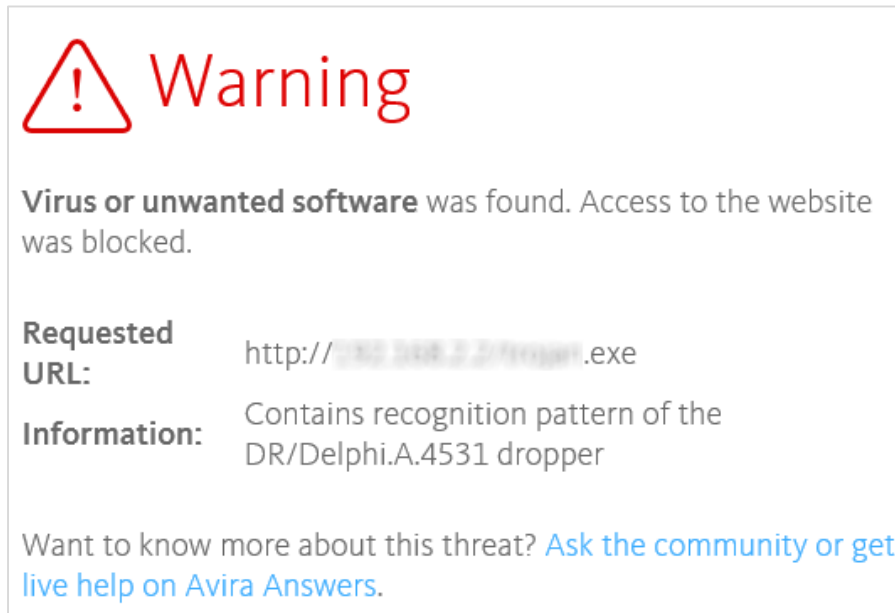 Warning
Virus or unwanted software was found. Access to the website
was blocked.
Requested
URL:
http:// .exe
Information:
Contains recognition pattern of the
DR/Delphi.A.4531 dropper
Want to know more about this threat? Ask the community or get
live help on Avira Answers.